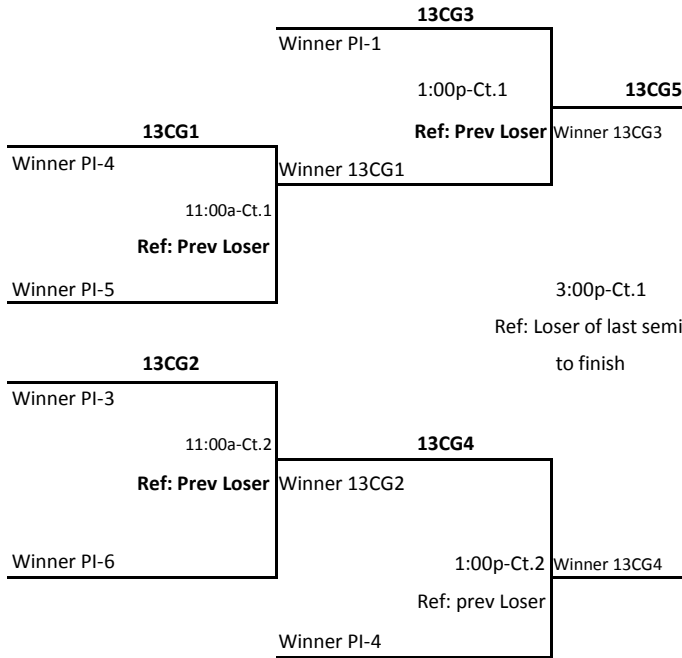 13CG3
Winner PI-1
1:00p-Ct.1
13CG5
13CG1
Ref: Prev Loser
Winner 13CG3
Winner PI-4
Winner 13CG1
11:00a-Ct.1
Ref: Prev Loser
Winner PI-5
3:00p-Ct.1
Ref: Loser of last semi
13CG2
to finish
Winner PI-3
11:00a-Ct.2
13CG4
Ref: Prev Loser
Winner 13CG2
Winner PI-6
1:00p-Ct.2
Winner 13CG4
Ref: prev Loser
Winner PI-4